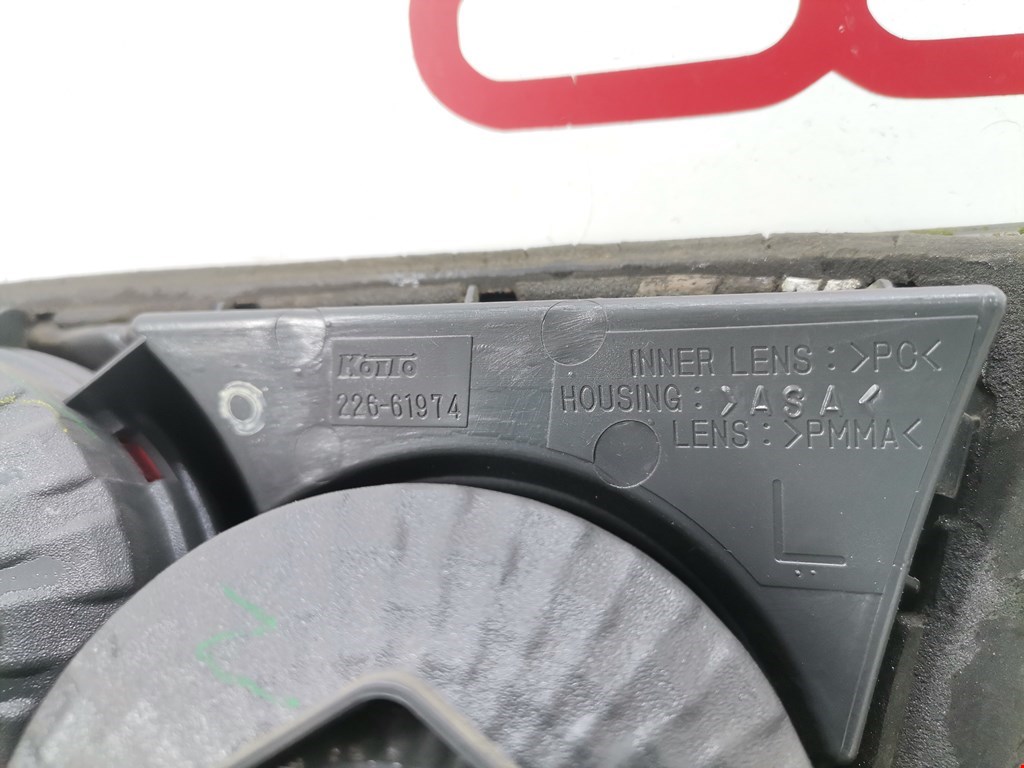 KOITO
226-61974
INNER LENS : >PC<
HOUSING : >ASA<
LENS : >PMMA<
L